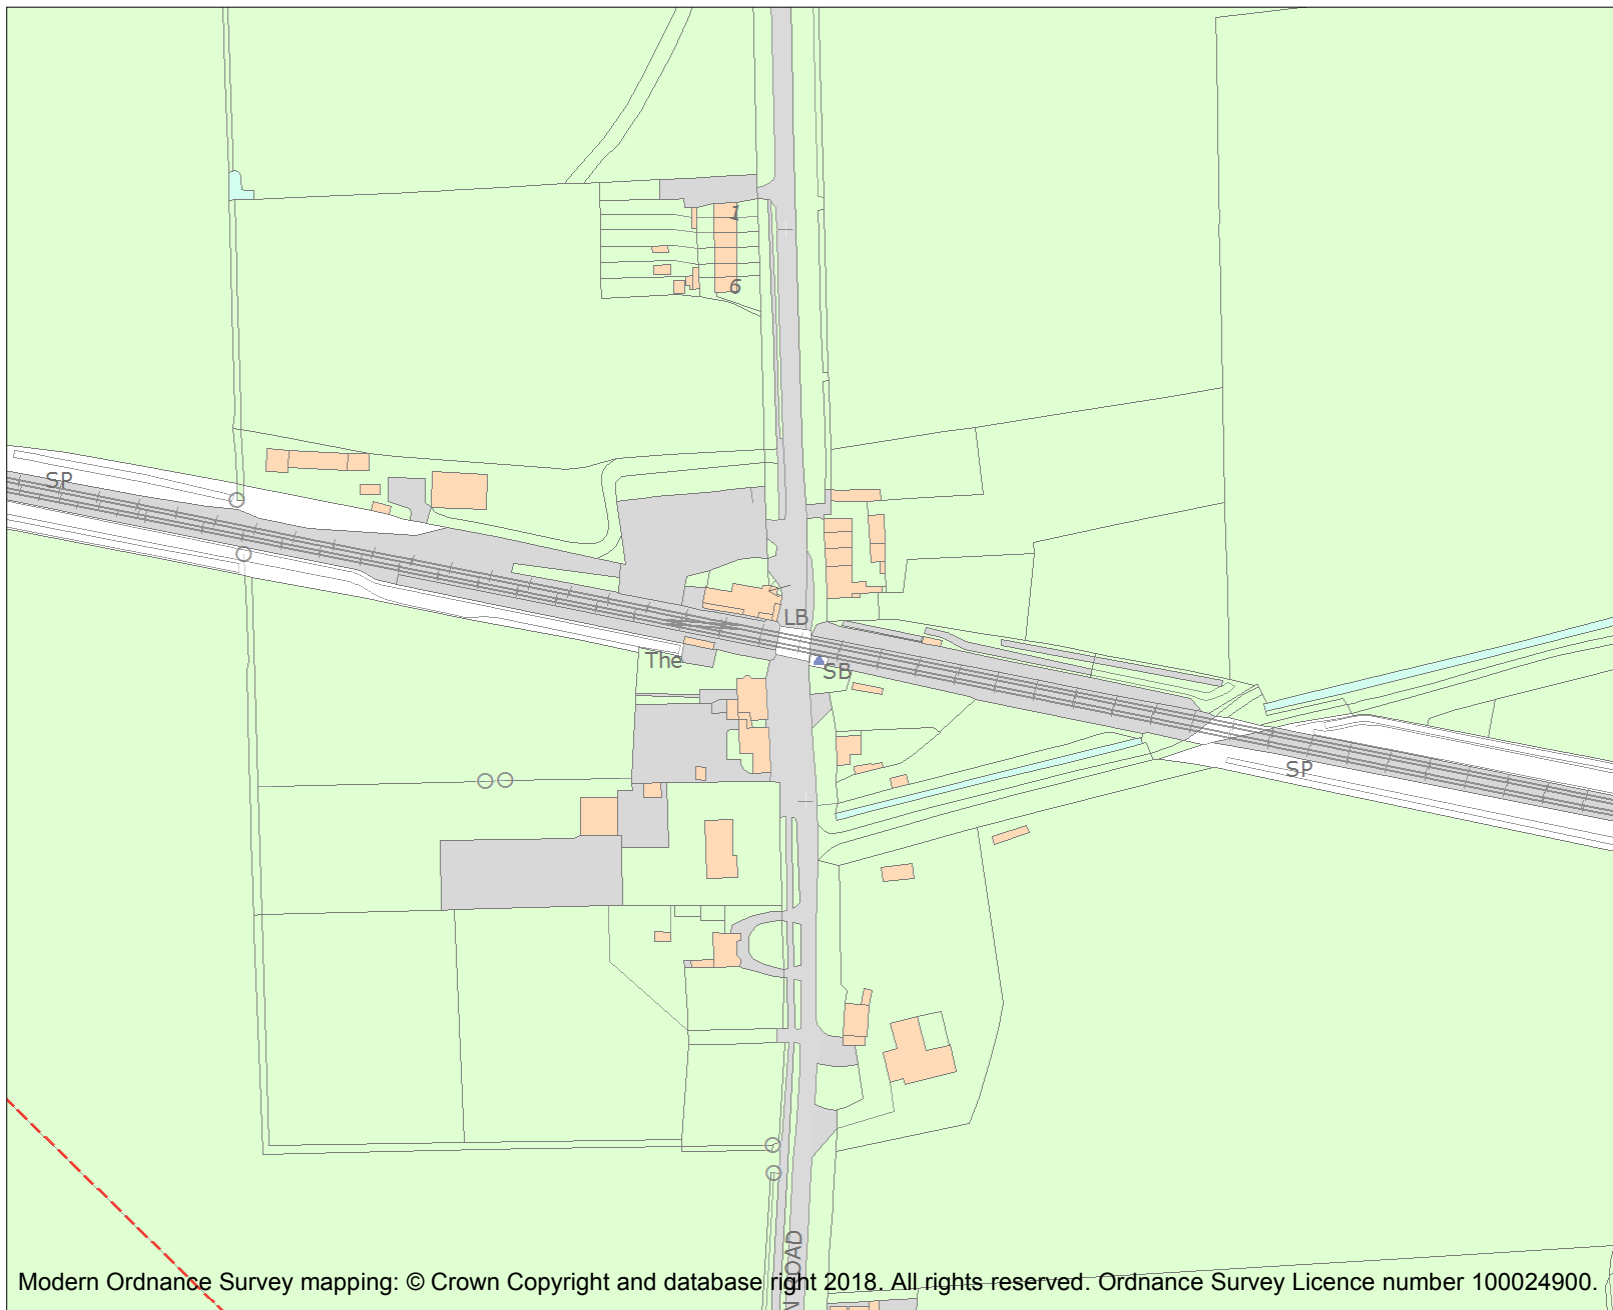 1
6
SP
LB
The
SB
SP
N ROAD
Modern Ordnance Survey mapping: © Crown Copyright and database right 2018. All rights reserved. Ordnance Survey Licence number 100024900.